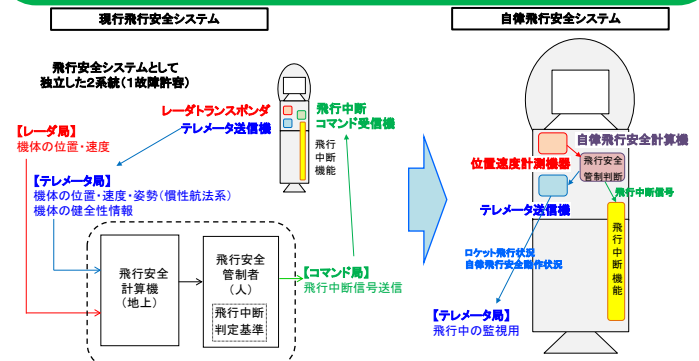 現行飛行安全システム
飛行安全システムとして
独立した2系統(1故障許容)
レーダトランスポンダ
テレメータ送信機
飛行中断
コマンド受信機
飛行
中断
機能
【レーダ局】
機体の位置・速度
【テレメータ局】
機体の位置・速度・姿勢(慣性航法系)
機体の健全性情報
飛行安全
計算機
(地上)
飛行安全
管制者
(人)
飛行中断
判定基準
【コマンド局】
飛行中断信号送信
自律飛行安全システム
自律飛行安全計算機
位置速度計測機器
飛行安全
管制判断
飛行中断信号
テレメータ送信機
飛行中断機能
ロケット飛行状況
自律飛行安全動作状況
【テレメータ局】
飛行中の監視用